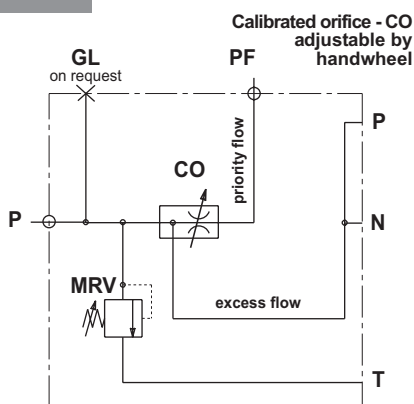 Calibrated orifice - CO
adjustable by
handwheel
GL
on request
PF
P
CO
priority flow
P
N
MRV
excess flow
T